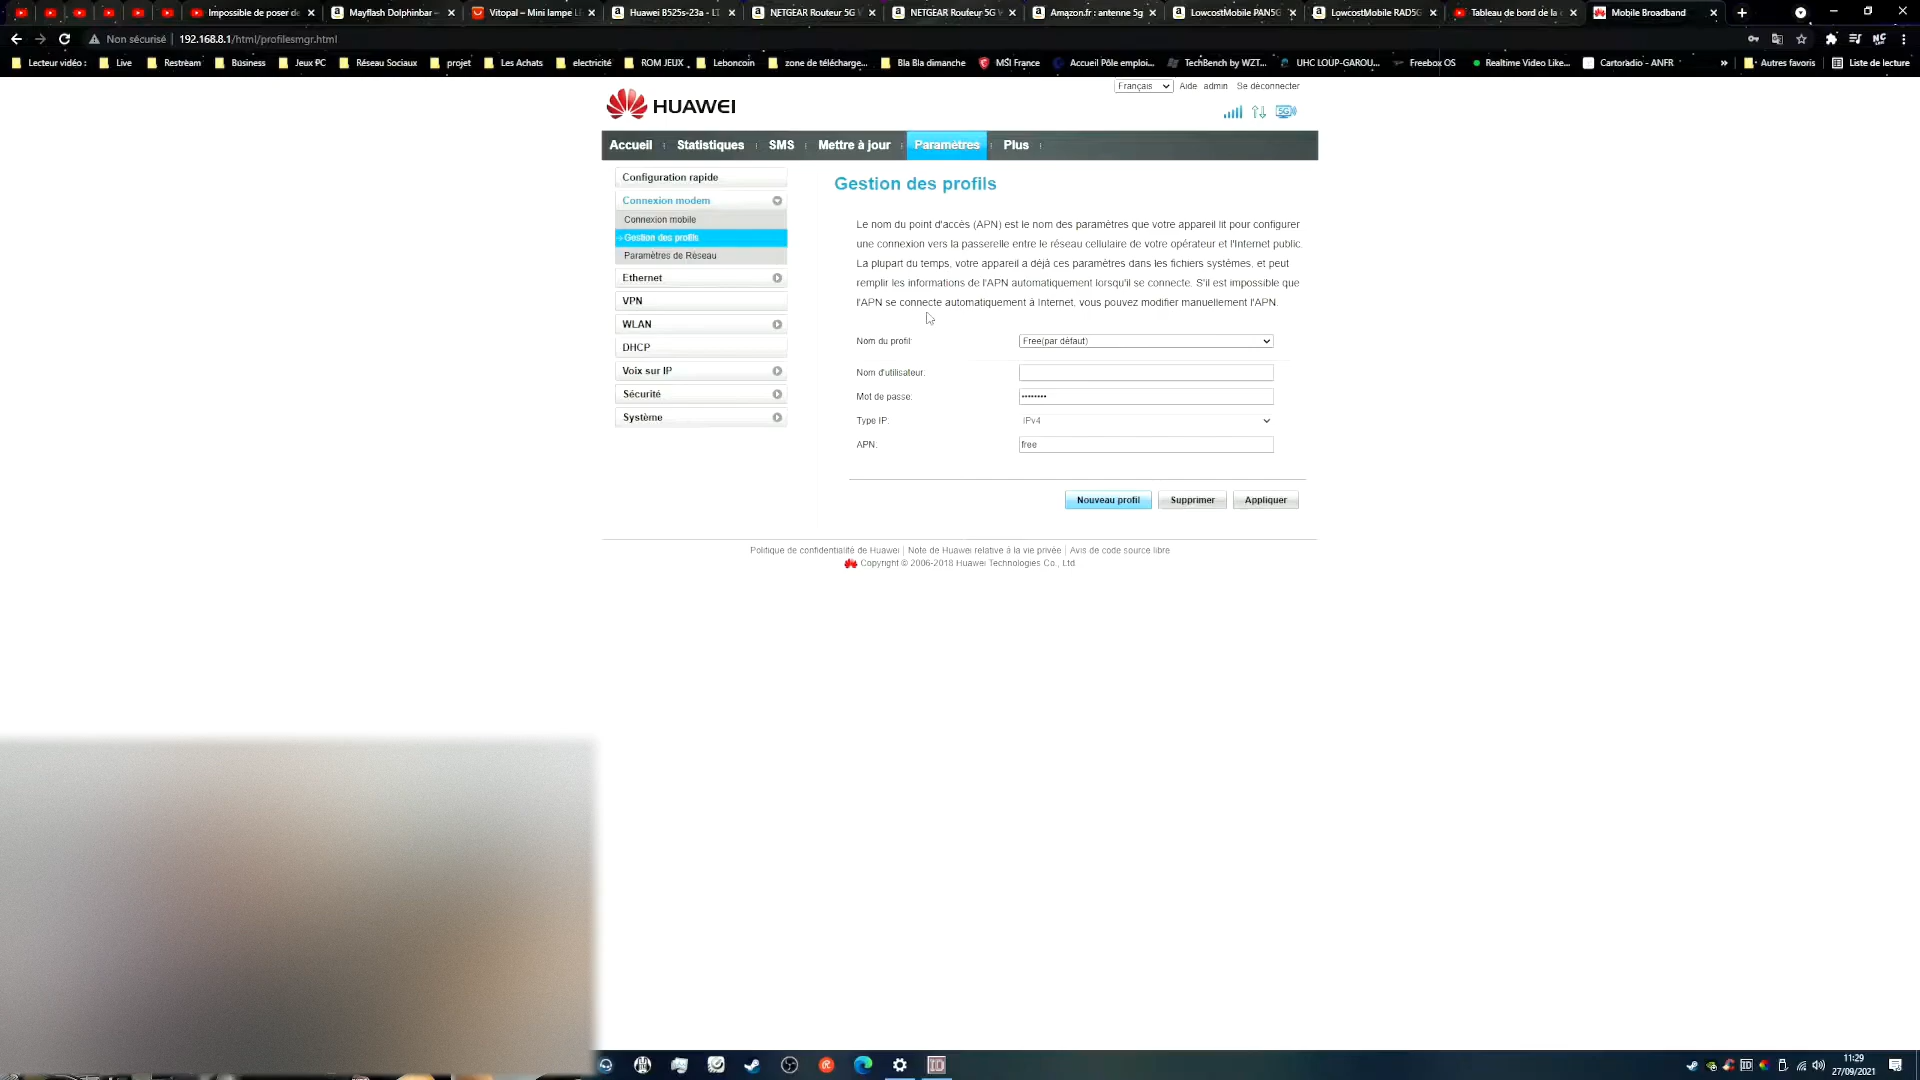 Impossible de poser de
Mayflash Dolphinbar –
Vitopal – Mini lampe LE
Huawei B525s-23a - LT
NETGEAR Routeur 5G W
NETGEAR Routeur 5G W
Amazon.fr : antenne 5g
LowcostMobile PAN5G
LowcostMobile RAD5G
Tableau de bord de la c
Mobile Broadband
Non sécurisé
192.168.8.1/html/profilesmgr.html
Lecteur vidéo :
Live
Restream
Business
Jeux PC
Réseau Sociaux
projet
Les Achats
electricité
ROM JEUX
Leboncoin
zone de télécharge...
Bla Bla dimanche
MSI France
Accueil Pôle emploi...
TechBench by WZT...
UHC LOUP-GAROU...
Freebox OS
Realtime Video Like...
Cartoradio - ANFR
»
Autres favoris
Liste de lecture
Français
Aide
admin
Se déconnecter
HUAWEI
5G
Accueil
Statistiques
SMS
Mettre à jour
Paramètres
Plus
Configuration rapide
Connexion modem
Connexion mobile
Gestion des profils
Paramètres de Réseau
Ethernet
VPN
WLAN
DHCP
Voix sur IP
Sécurité
Système
Gestion des profils
Le nom du point d'accès (APN) est le nom des paramètres que votre appareil lit pour configurer
une connexion vers la passerelle entre le réseau cellulaire de votre opérateur et l'Internet public.
La plupart du temps, votre appareil a déjà ces paramètres dans les fichiers systèmes, et peut
remplir les informations de l'APN automatiquement lorsqu'il se connecte. S'il est impossible que
l'APN se connecte automatiquement à Internet, vous pouvez modifier manuellement l'APN.
Nom du profil:
Free(par défaut)
Nom d'utilisateur:
Mot de passe:
••••••••
Type IP:
IPv4
APN:
free
Nouveau profil
Supprimer
Appliquer
Politique de confidentialité de Huawei | Note de Huawei relative à la vie privée | Avis de code source libre
Copyright © 2006-2018 Huawei Technologies Co., Ltd.
11:29
27/09/2021